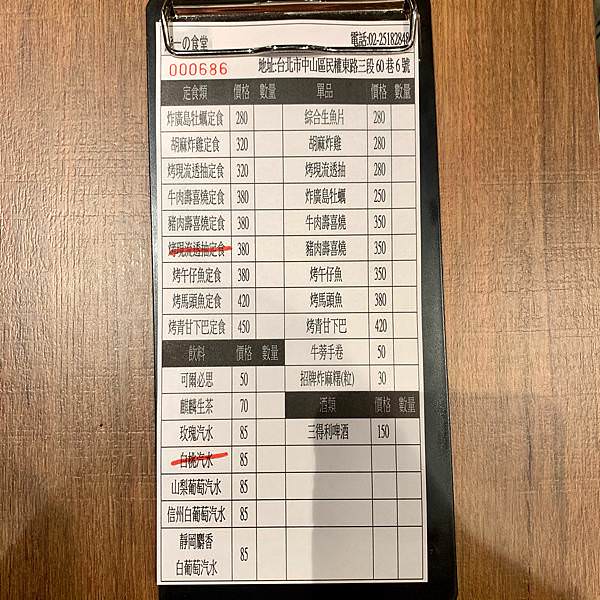 一の食堂 電話:02-25182848
000686 地址:台北市中山區民權東路三段60巷6號
定食類 價格 數量 單品 價格 數量
炸廣島牡蠣定食 280 綜合生魚片 280
胡麻炸雞定食 320 胡麻炸雞 280
烤現流透抽定食 320 烤現流透抽 280
牛肉壽喜燒定食 380 炸廣島牡蠣 250
豬肉壽喜燒定食 380 牛肉壽喜燒 350
烤現流透抽定食 380 豬肉壽喜燒 350
烤午仔魚定食 380 烤午仔魚 350
烤馬頭魚定食 420 烤馬頭魚 380
烤青甘下巴定食 450 烤青甘下巴 420
飲料 價格 數量 牛蒡手卷 50
可爾必思 50 招牌炸麻糬(粒) 30
麒麟生茶 70 酒類 價格 數量
玫瑰汽水 85 三得利啤酒 150
白桃汽水 85
山梨葡萄汽水 85
信州白葡萄汽水 85
靜岡麝香
白葡萄汽水 85